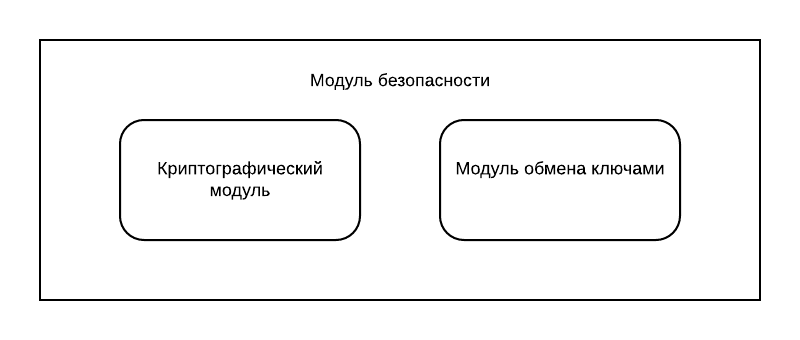 Модуль безопасности
Криптографический
модуль
Модуль обмена ключами